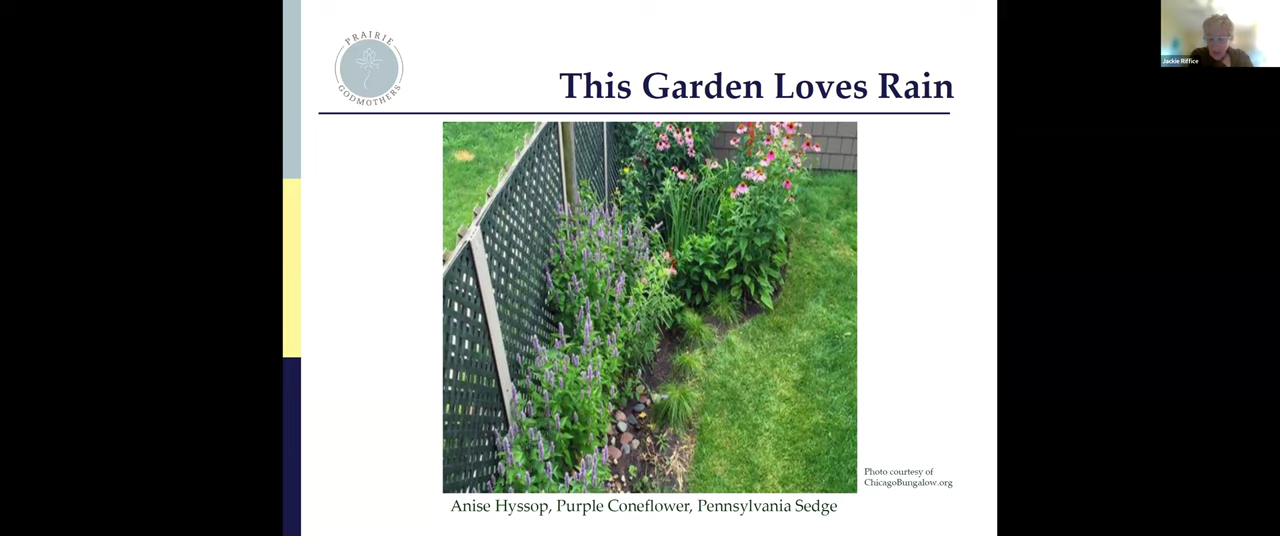 PRAIRIE
GODMOTHERS
This Garden Loves Rain
Jackie Riffice
Photo courtesy of
ChicagoBungalow.org
Anise Hyssop, Purple Coneflower, Pennsylvania Sedge